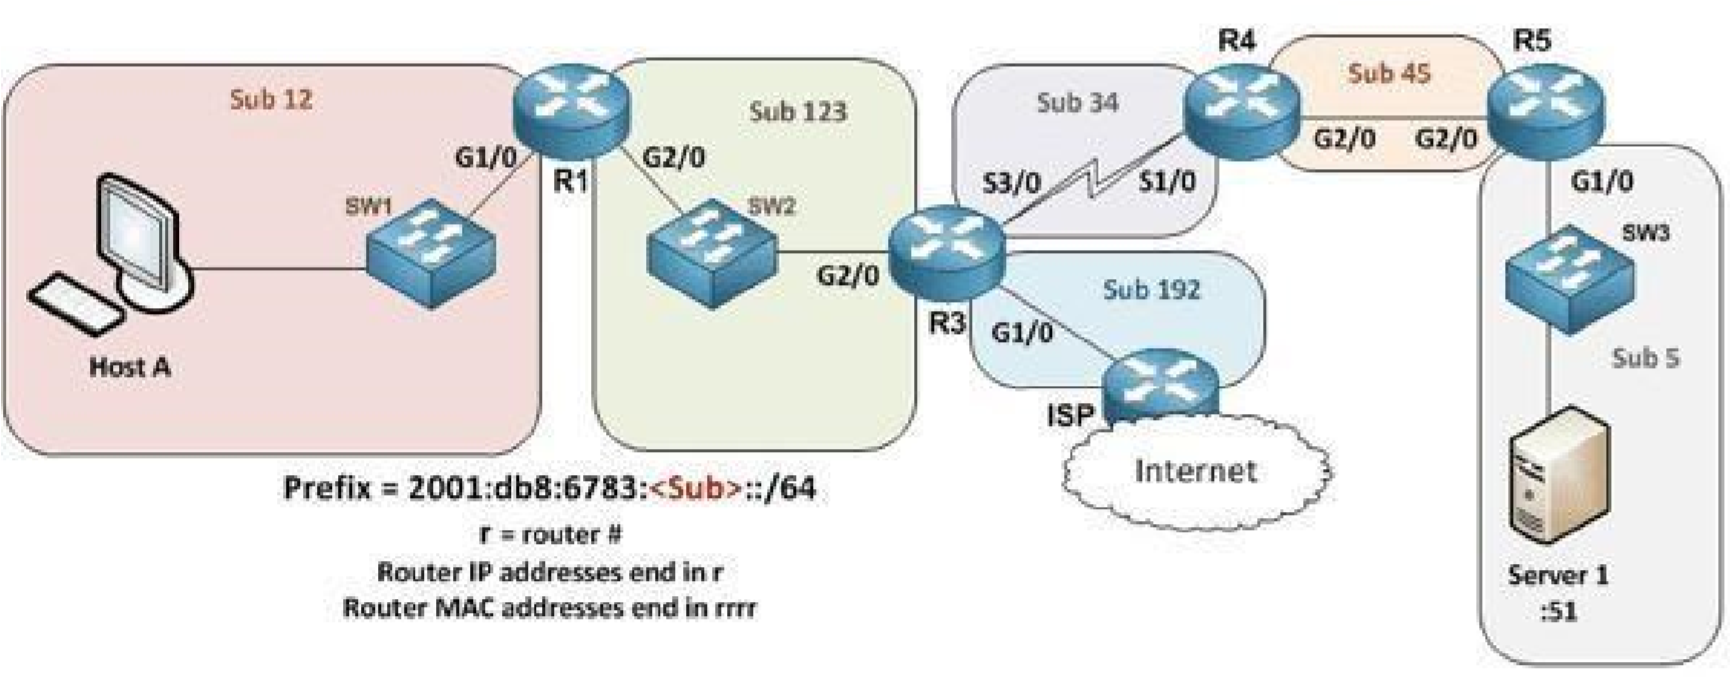 Sub 12
G1/0
R1
SW1
Host A
Sub 123
G2/0
SW2
G2/0
R3
Sub 34
S3/0
S1/0
R4
Sub 45
G2/0
G2/0
R5
Sub 192
G1/0
ISP
Internet
G1/0
SW3
Sub 5
Server 1
:51
Prefix = 2001:db8:6783:<Sub>::/64
r = router #
Router IP addresses end in r
Router MAC addresses end in rrrr